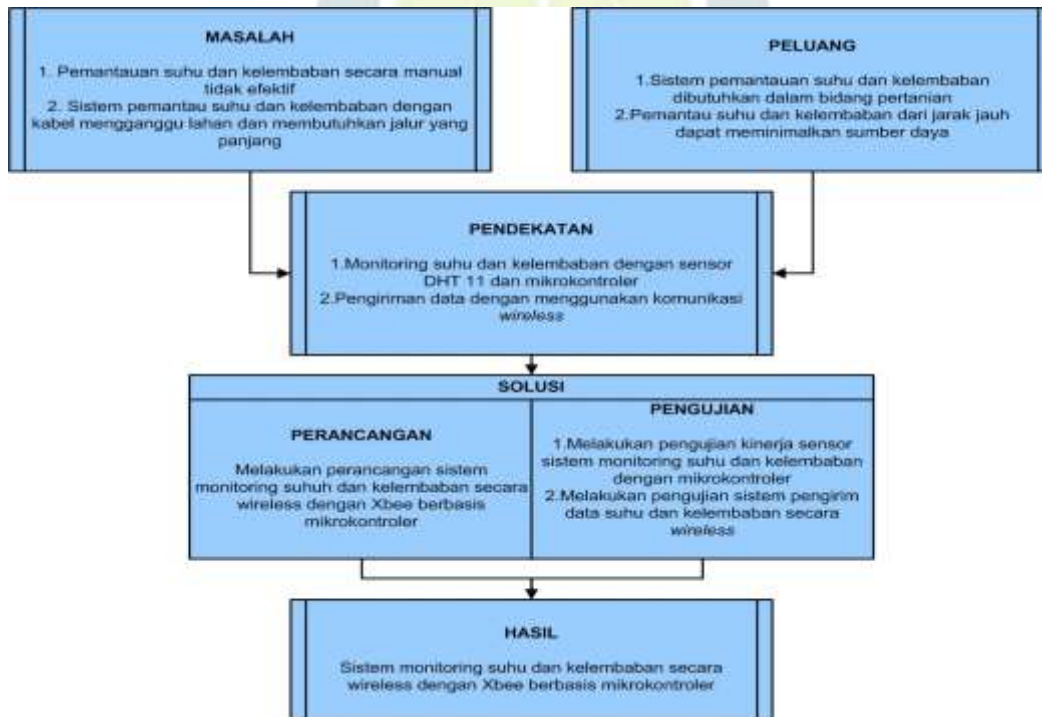 MASALAH
1. Pemantauan suhu dan kelembaban secara manual
tidak efektif
2. Sistem pemantau suhu dan kelembaban dengan
kabel mengganggu lahan dan membutuhkan jalur yang
panjang
PELUANG
1.Sistem pemantauan suhu dan kelembaban
dibutuhkan dalam bidang pertanian
2.Pemantau suhu dan kelembaban dari jarak jauh
dapat meminimalkan sumber daya
PENDEKATAN
1.Monitoring suhu dan kelembaban dengan sensor
DHT 11 dan mikrokontroler
2.Pengiriman data dengan menggunakan komunikasi
wireless
SOLUSI
PERANCANGAN
Melakukan perancangan sistem
monitoring suhuh dan kelembaban secara
wireless dengan Xbee berbasis
mikrokontroler
PENGUJIAN
1.Melakukan pengujian kinerja sensor
sistem monitoring suhu dan kelembaban
dengan mikrokontroler
2.Melakukan pengujian sistem pengirim
data suhu dan kelembaban secara
wireless
HASIL
Sistem monitoring suhu dan kelembaban secara
wireless dengan Xbee berbasis mikrokontroler